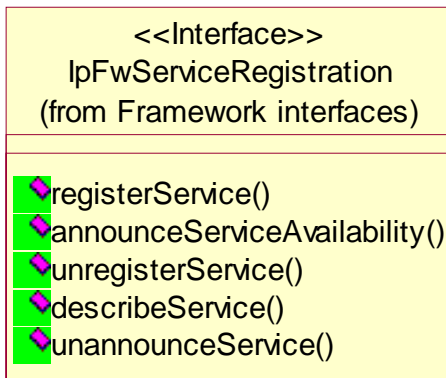 <<Interface>>
IpFwServiceRegistration
(from Framework interfaces)
registerService()
announceServiceAvailability()
unregisterService()
describeService()
unannounceService()